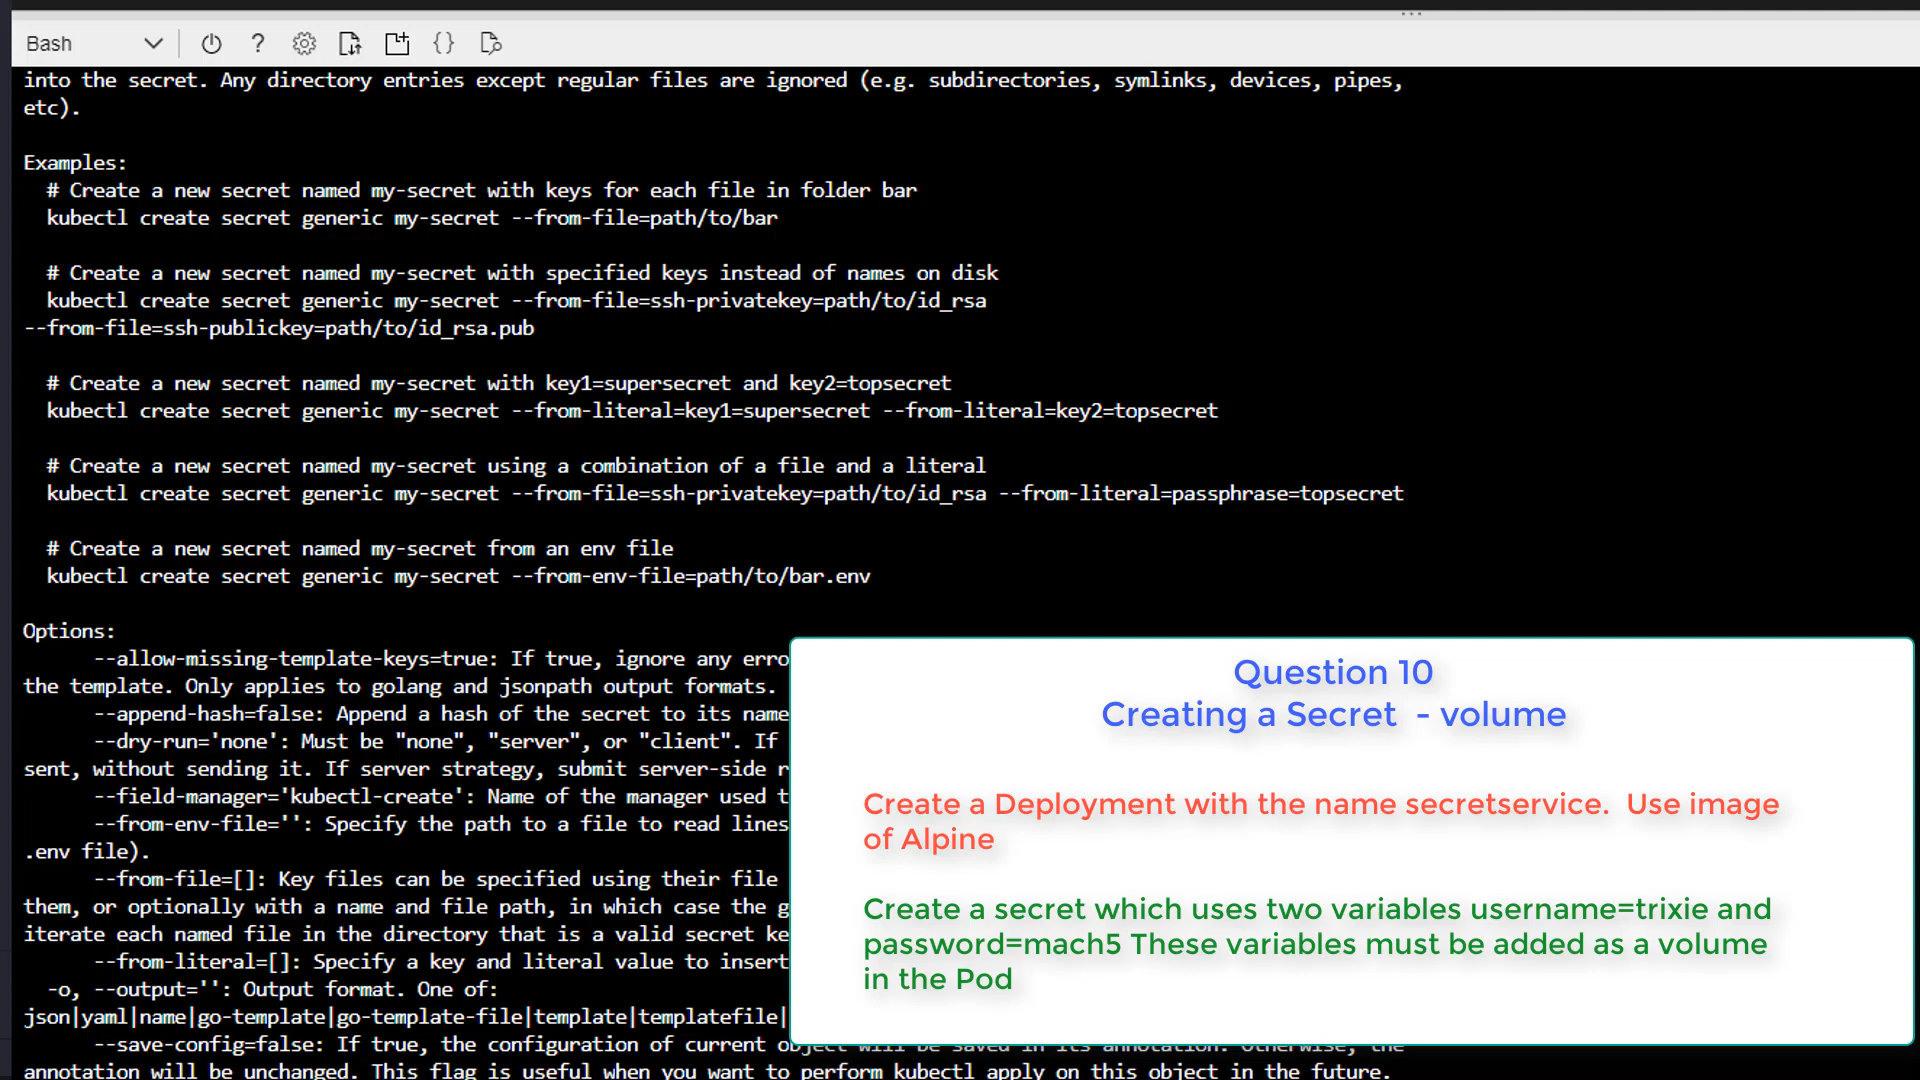 Bash
into the secret. Any directory entries except regular files are ignored (e.g. subdirectories, symlinks, devices, pipes,
etc).
Examples:
# Create a new secret named my-secret with keys for each file in folder bar
kubectl create secret generic my-secret --from-file=path/to/bar
# Create a new secret named my-secret with specified keys instead of names on disk
kubectl create secret generic my-secret --from-file=ssh-privatekey=path/to/id_rsa
--from-file=ssh-publickey=path/to/id_rsa.pub
# Create a new secret named my-secret with key1=supersecret and key2=topsecret
kubectl create secret generic my-secret --from-literal=key1=supersecret --from-literal=key2=topsecret
# Create a new secret named my-secret using a combination of a file and a literal
kubectl create secret generic my-secret --from-file=ssh-privatekey=path/to/id_rsa --from-literal=passphrase=topsecret
# Create a new secret named my-secret from an env file
kubectl create secret generic my-secret --from-env-file=path/to/bar.env
Options:
--allow-missing-template-keys=true: If true, ignore any erro
the template. Only applies to golang and jsonpath output formats.
--append-hash=false: Append a hash of the secret to its name
--dry-run='none': Must be "none", "server", or "client". If
sent, without sending it. If server strategy, submit server-side r
--field-manager='kubectl-create': Name of the manager used t
--from-env-file='': Specify the path to a file to read lines
.env file).
--from-file=[]: Key files can be specified using their file
them, or optionally with a name and file path, in which case the g
iterate each named file in the directory that is a valid secret ke
--from-literal=[]: Specify a key and literal value to insert
-o, --output='': Output format. One of:
json|yaml|name|go-template|go-template-file|template|templatefile|
--save-config=false: If true, the configuration of current object will be saved in its annotation. Otherwise, the
annotation will be unchanged. This flag is useful when you want to perform kubectl apply on this object in the future.
Question 10
Creating a Secret - volume
Create a Deployment with the name secretservice. Use image
of Alpine
Create a secret which uses two variables username=trixie and
password=mach5 These variables must be added as a volume
in the Pod